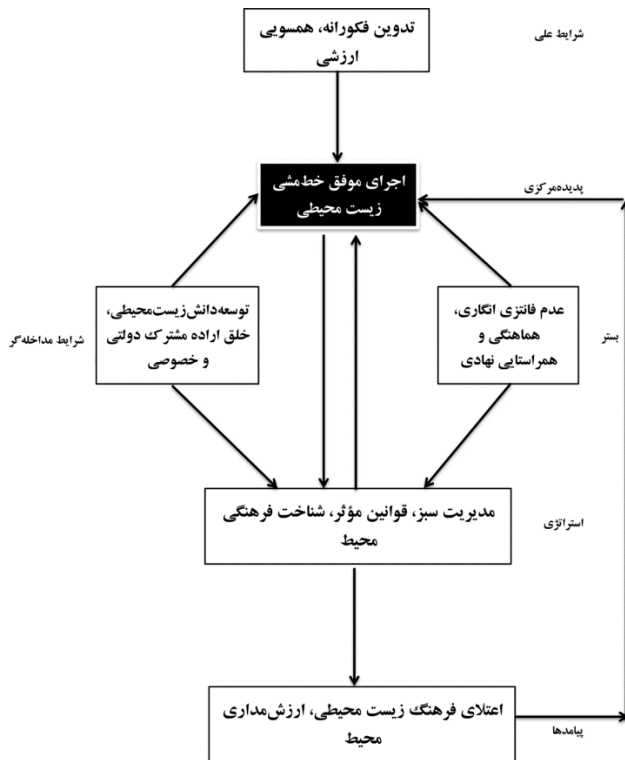 تدوین فکورانه، همسویی
ارزشی
شرایط علی
اجرای موفق خط‌مشی
زیست محیطی
پدیده‌مرکزی
عدم فانتزی انگاری،
هماهنگی و
همراستایی نهادی
بستر
توسعه‌دانش‌زیست‌محیطی،
خلق اراده مشترک دولتی
و خصوصی
شرایط مداخله‌گر
مدیریت سبز، قوانین مؤثر، شناخت فرهنگی
محیط
استراتژی
اعتلای فرهنگ زیست محیطی، ارزش‌مداری
محیط
پیامدها